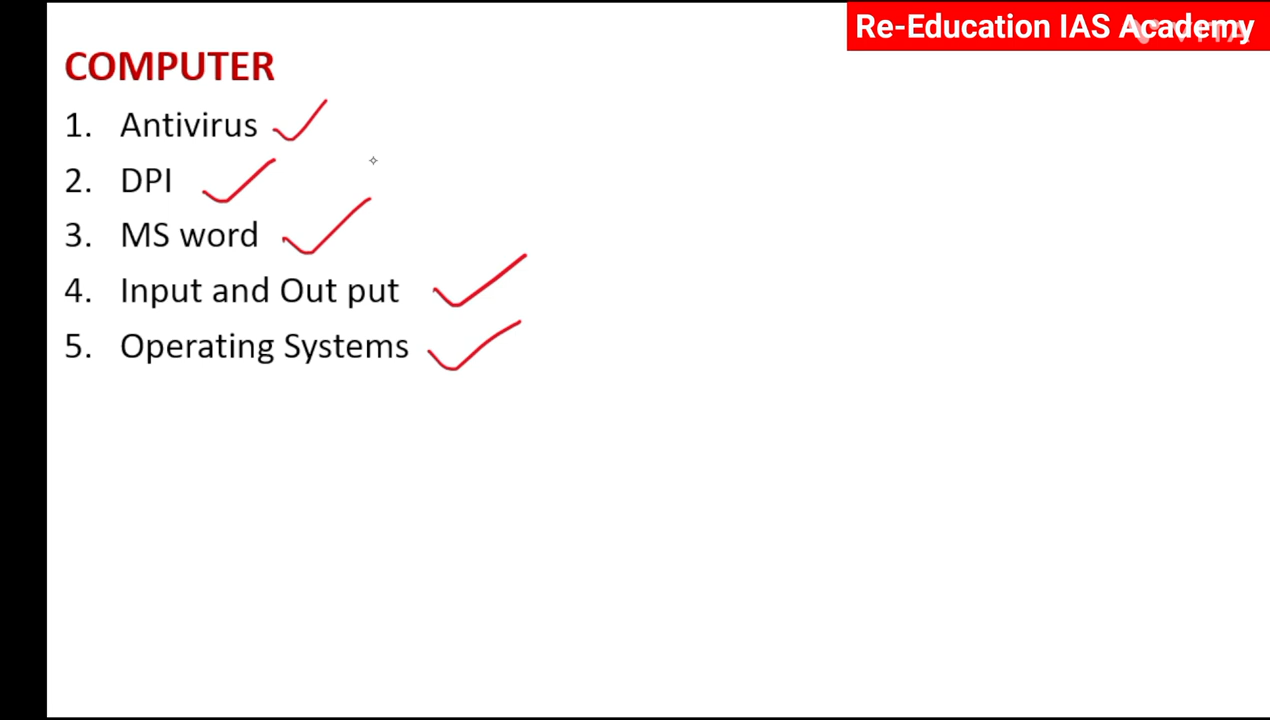 Re-Education IAS Academy
COMPUTER
1. Antivirus
2. DPI
3. MS word
4. Input and Out put
5. Operating Systems